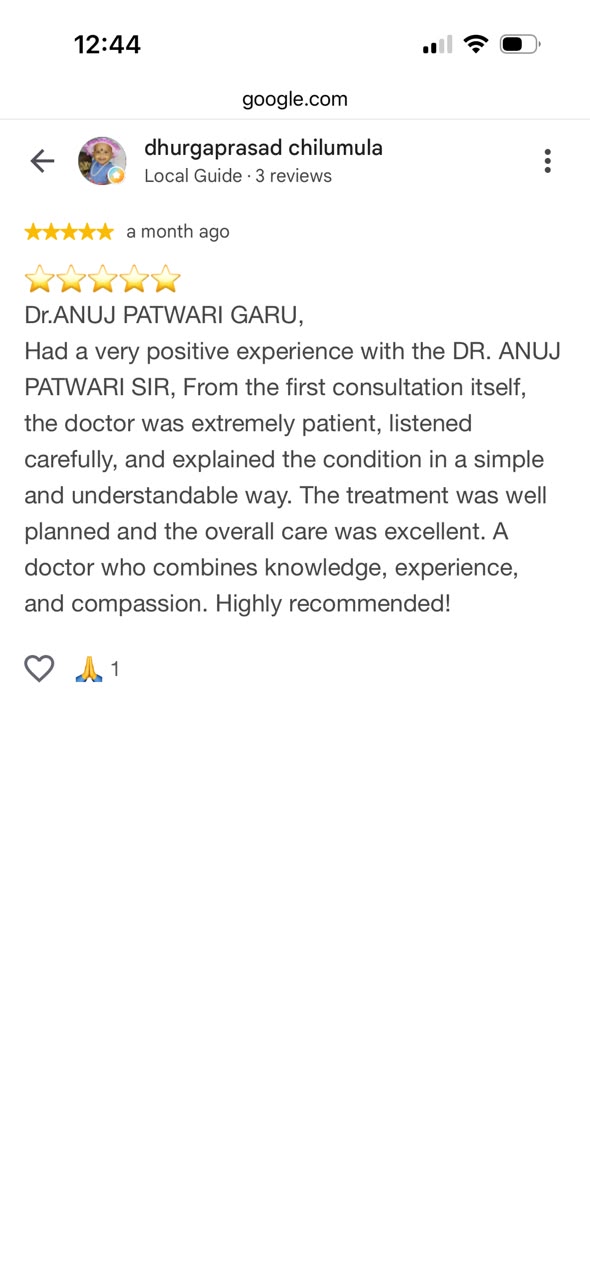 12:44
google.com
dhurgaprasad chilumula
Local Guide · 3 reviews
a month ago
Dr.ANUJ PATWARI GARU,
Had a very positive experience with the DR. ANUJ
PATWARI SIR, From the first consultation itself,
the doctor was extremely patient, listened
carefully, and explained the condition in a simple
and understandable way. The treatment was well
planned and the overall care was excellent. A
doctor who combines knowledge, experience,
and compassion. Highly recommended!
1